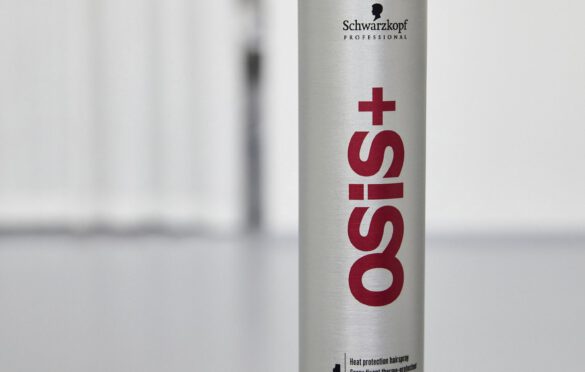 Schwarzkopf
PROFESSIONAL
OSiS+
Heat protection hairspray